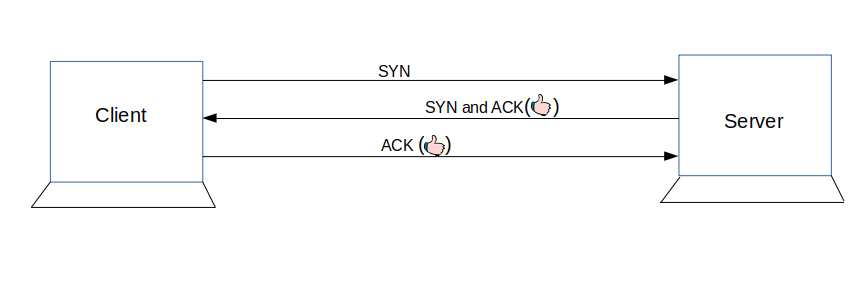 SYN
SYN and ACK(👍)
ACK (👍)
Client
Server